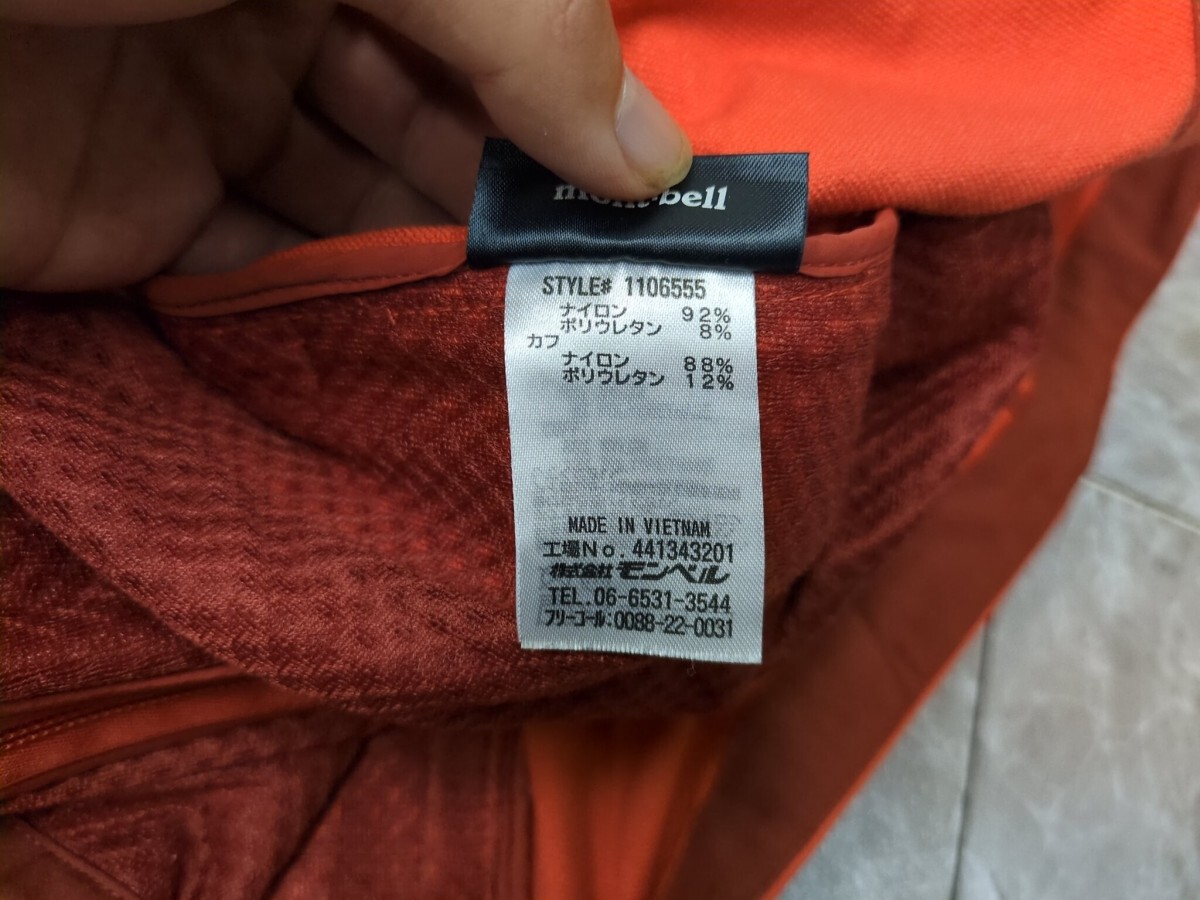 mont-bell
STYLE# 1106555
ナイロン 92%
ポリウレタン 8%
カフ
ナイロン 88%
ポリウレタン 12%
MADE IN VIETNAM
工場No. 441343201
株式会社 モンベル
TEL. 06-6531-3544
フリーコール:0088-22-0031